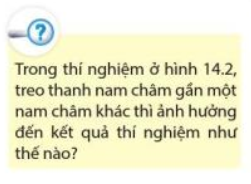 Trong thí nghiệm ở hình 14.2,
treo thanh nam châm gần một
nam châm khác thì ảnh hưởng
đến kết quả thí nghiệm như
thế nào?